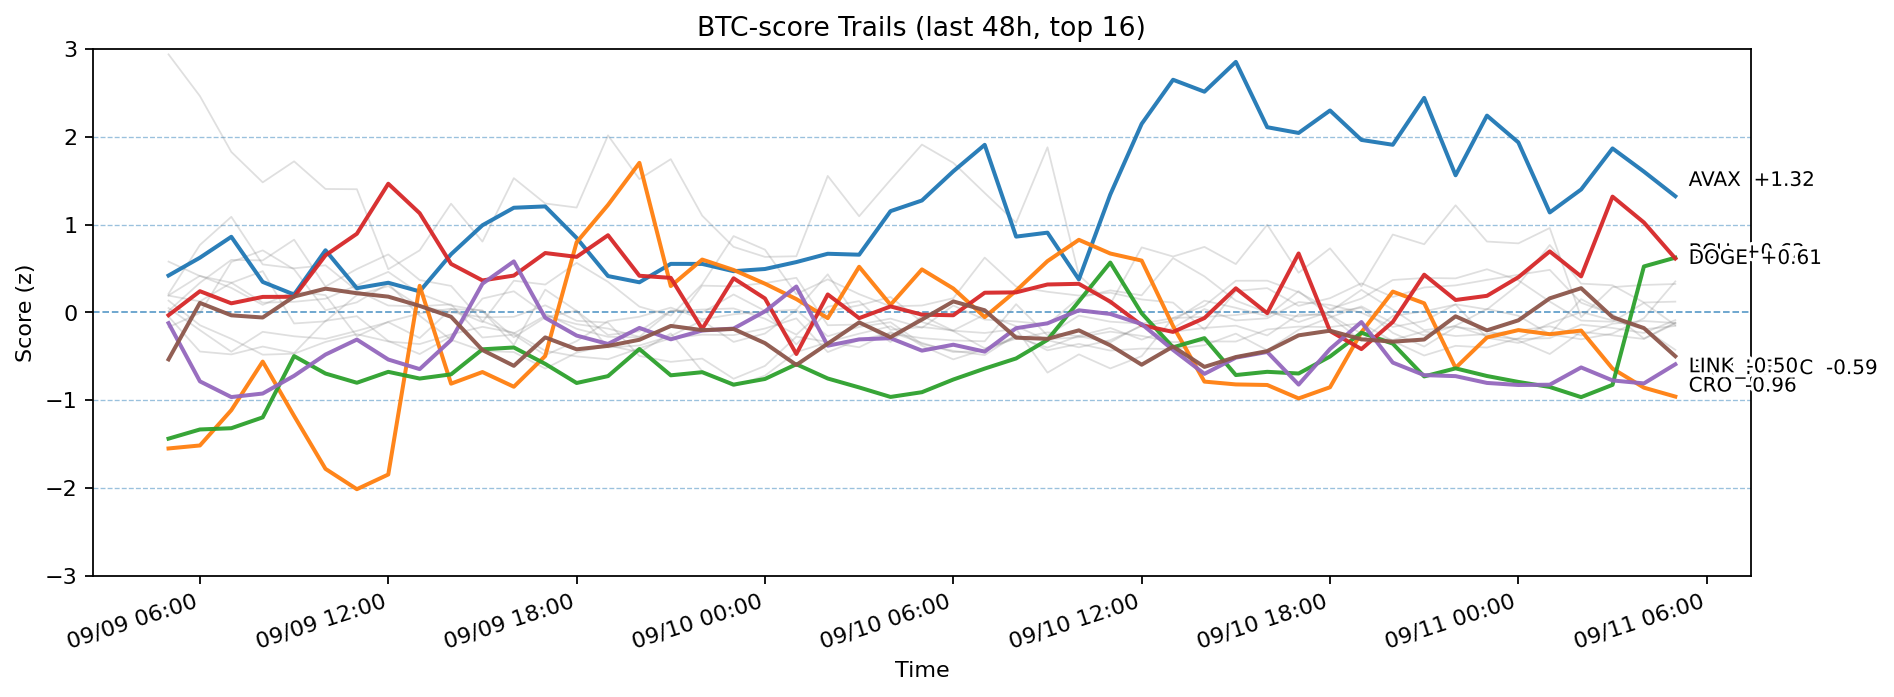 BTC-score Trails (last 48h, top 16)
3
2
1
0
−1
−2
−3
Score (z)
AVAX +1.32
DOGE +0.61
LINK -0.50 C -0.59
CRO -0.96
09/09 06:00
09/09 12:00
09/09 18:00
09/10 00:00
09/10 06:00
09/10 12:00
09/10 18:00
09/11 00:00
09/11 06:00
Time